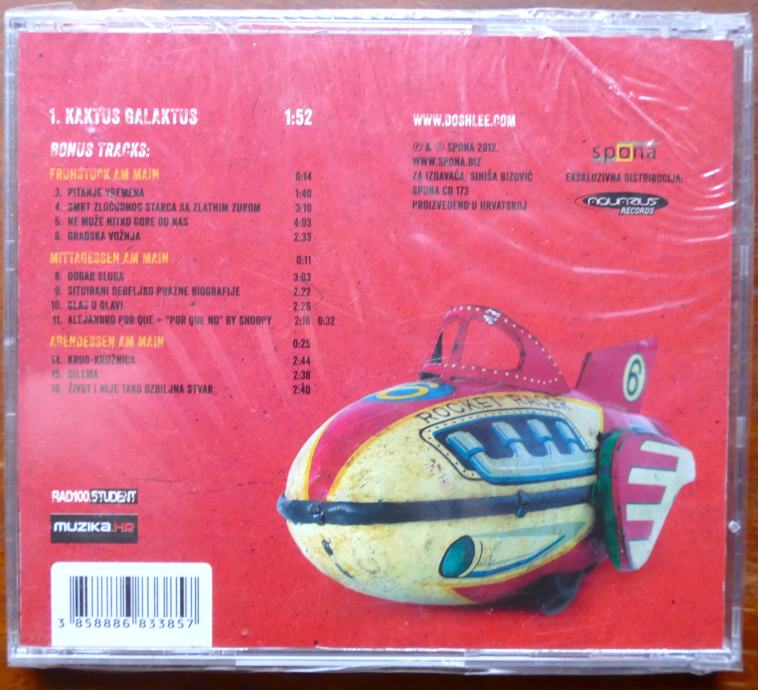 1. KAKTUS GALAKTUS 1:52
BONUS TRACKS:
FRUHSTUCK AM MAIN 0:14
3. PITANJE VREMENA 1:40
4. SMRT ZLOĆUDNOG STARCA SA ZLATNIM ZUBOM 3:10
5. NE MOŽE NITKO GORE OD NAS 4:03
6. GRADSKA VOŽNJA 2:33
MITTAGESSEN AM MAIN 0:11
8. DOBAR SLUGA 3:03
9. SITUIRANI DEBELJKO PRAZNE BIOGRAFIJE 2:22
10. GLAS U GLAVI 2:25
11. ALEJANDRO POR QUE + "POR QUE NO" BY SNOOPY 2:16 0:32
ABENDESSEN AM MAIN 0:25
14. KRUG-KRUŽNICA 2:44
15. DILEMA 2:38
16. ŽIVOT I NIJE TAKO OZBILJNA STVAR 2:40
WWW.DOSHLEE.COM
℗ & © SPONA 2012.
WWW.SPONA.BIZ
ZA IZDAVAČA: SINIŠA BIZOVIĆ
SPONA CD 173
PROIZVEDENO U HRVATSKOJ
spona
EKSKLUZIVNA DISTRIBUCIJA:
AQUARIUS
RECORDS
6
6
ROCKET RACER
RAD100.STUDENT
MUZIKA.HR
3 858886 833857